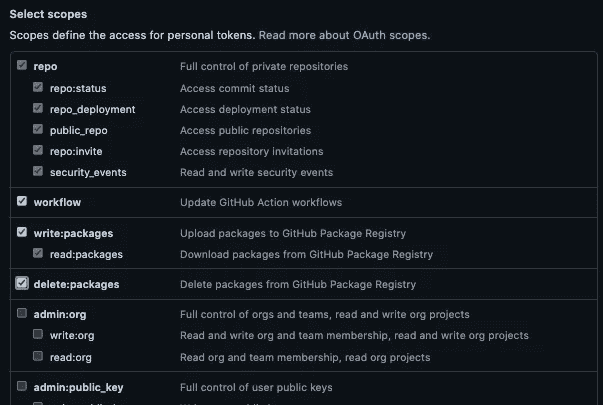 Select scopes
Scopes define the access for personal tokens. Read more about OAuth scopes.
repo Full control of private repositories
repo:status Access commit status
repo_deployment Access deployment status
public_repo Access public repositories
repo:invite Access repository invitations
security_events Read and write security events
workflow Update GitHub Action workflows
write:packages Upload packages to GitHub Package Registry
read:packages Download packages from GitHub Package Registry
delete:packages Delete packages from GitHub Package Registry
admin:org Full control of orgs and teams, read and write org projects
write:org Read and write org and team membership, read and write org projects
read:org Read org and team membership, read org projects
admin:public_key Full control of user public keys